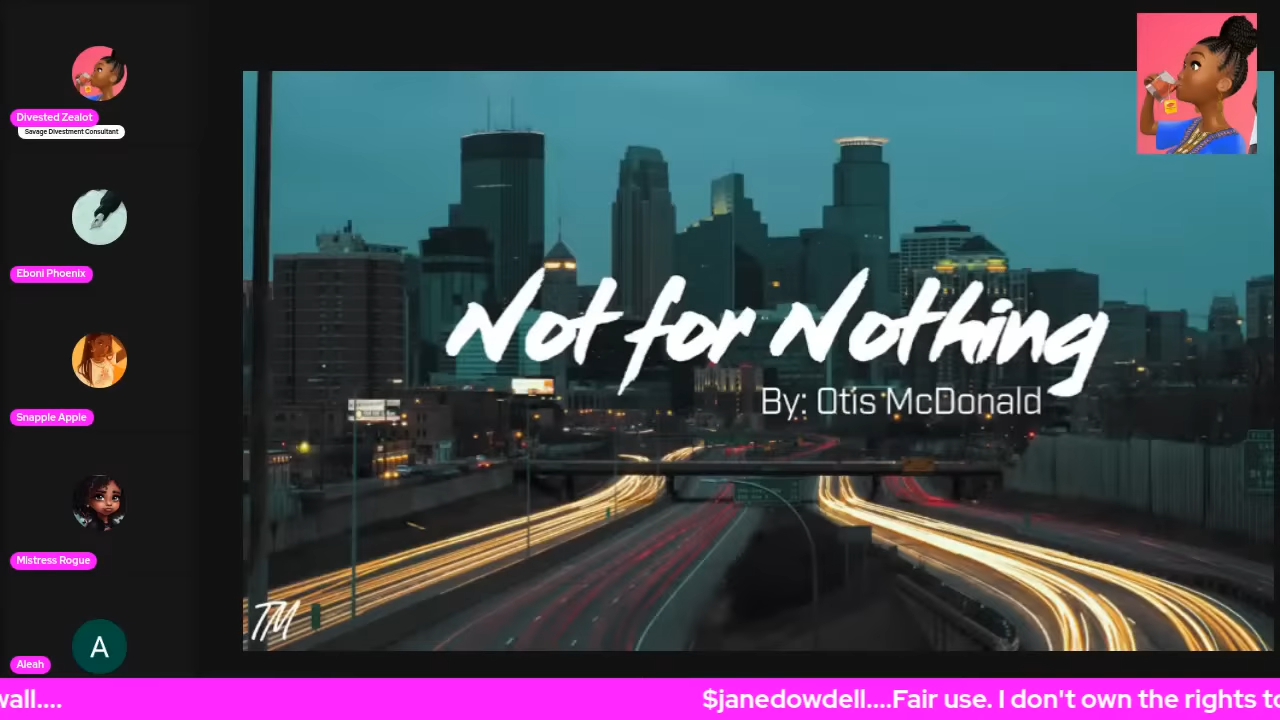 Divested Zealot
Savage Divestment Consultant
Eboni Phoenix
Snapple Apple
Mistress Rogue
A
Aleah
Not for Nothing
By: Otis McDonald
TM
wall.... $janedowdell....Fair use. I don't own the rights to